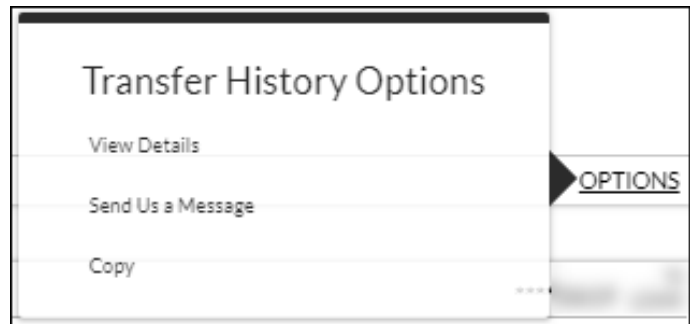 Transfer History Options
View Details
OPTIONS
Send Us a Message
Copy